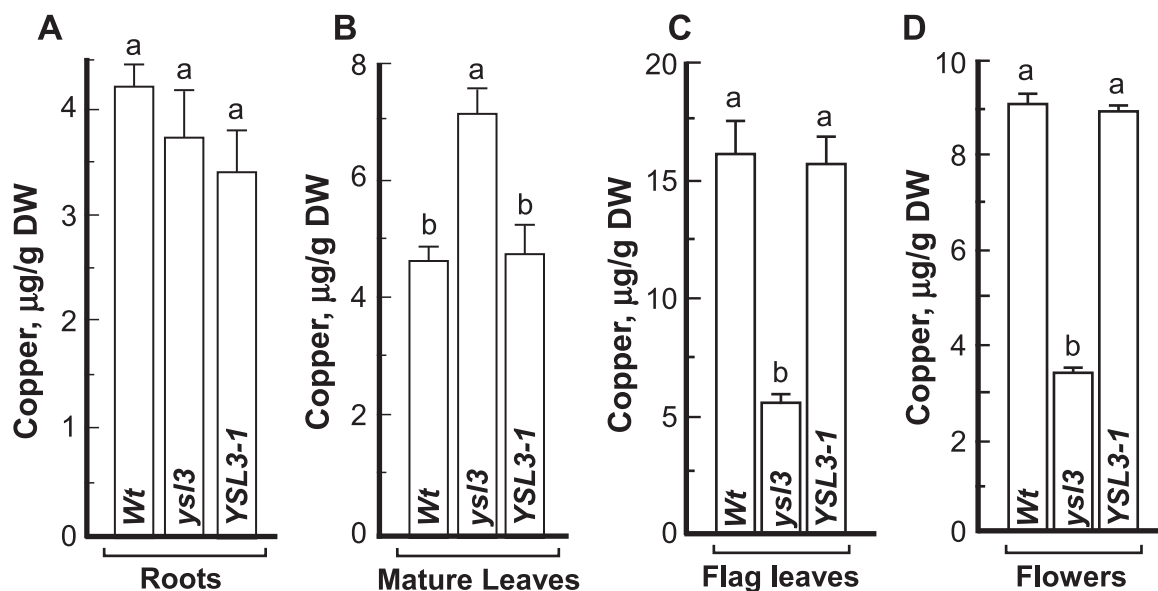 A
Copper, μg/g DW
4
3
2
1
0
a
a
a
Wt
ysl3
YSL3-1
Roots
B
Copper, μg/g DW
8
6
4
2
0
b
a
b
Wt
ysl3
YSL3-1
Mature Leaves
C
Copper, μg/g DW
20
15
10
5
0
a
b
a
Wt
ysl3
YSL3-1
Flag leaves
D
Copper, μg/g DW
10
8
6
4
2
0
a
b
a
Wt
ysl3
YSL3-1
Flowers